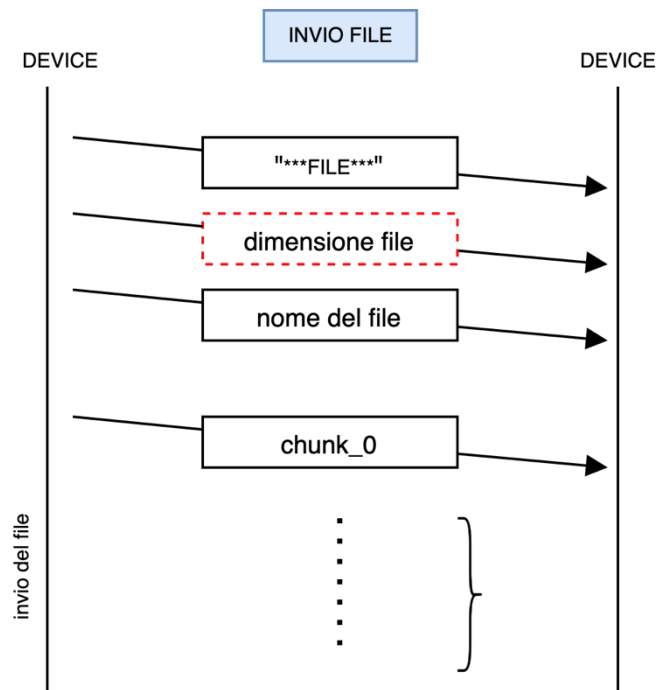 INVIO FILE
DEVICE
DEVICE
"***FILE***"
dimensione file
nome del file
chunk_0
invio del file